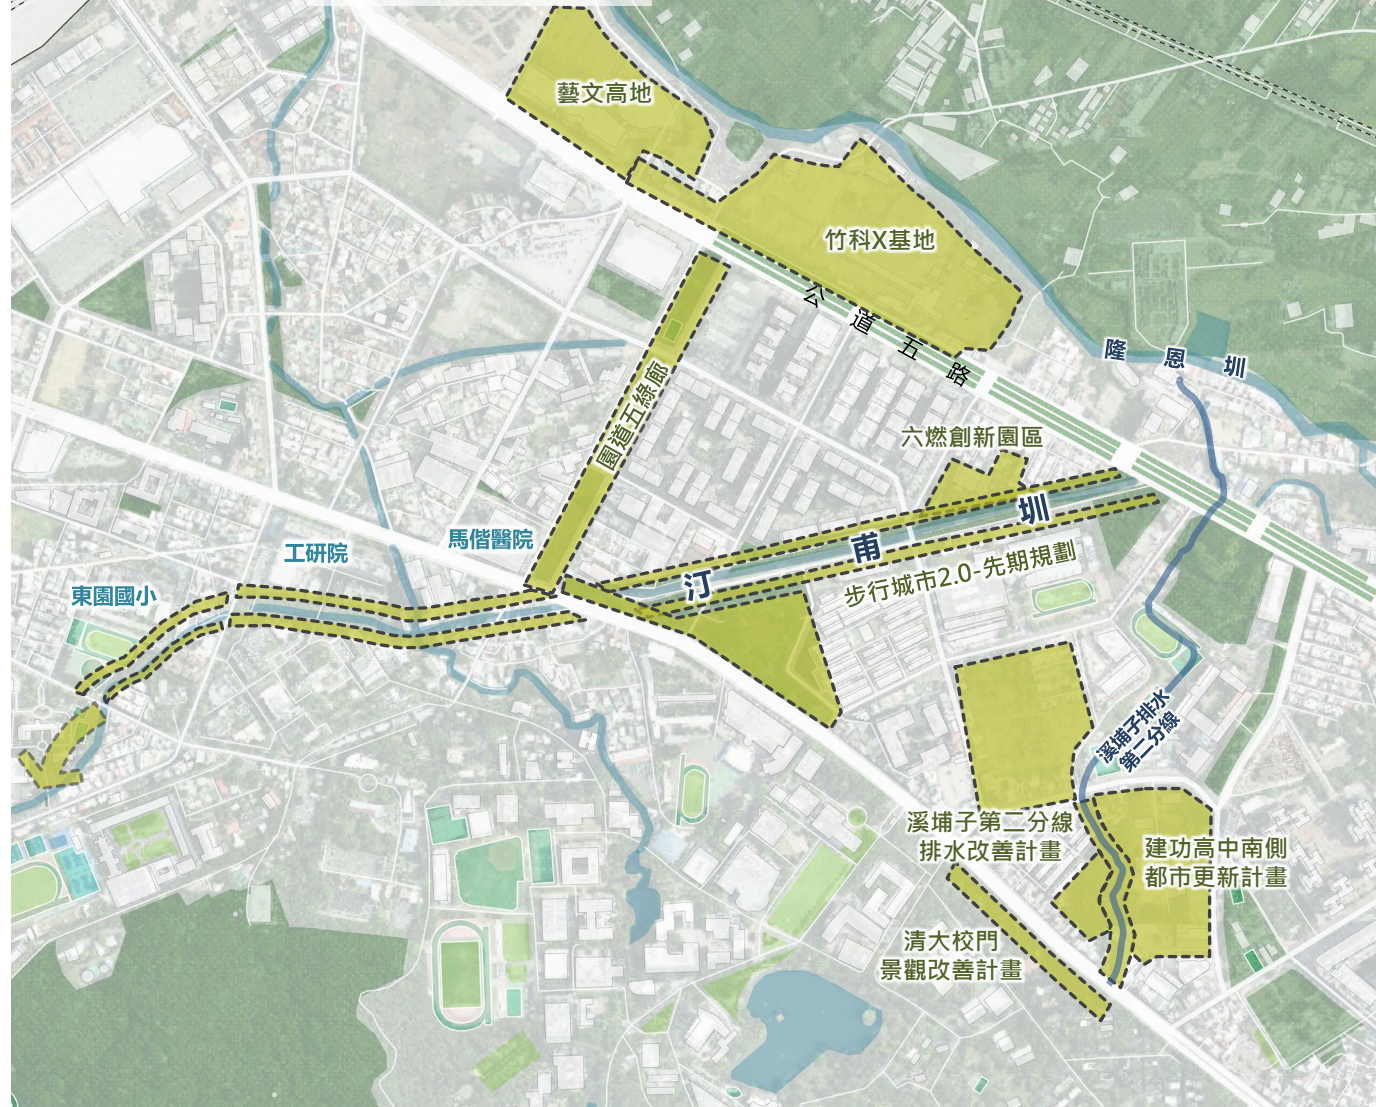 藝文高地
竹科X基地
公道五路
隆恩圳
園道五綠廊
六燃創新園區
馬偕醫院
工研院
東園國小
汀甫圳
步行城市2.0-先期規劃
溪埔子排水
第二分線
溪埔子第二分線
排水改善計畫
建功高中南側
都市更新計畫
清大校門
景觀改善計畫